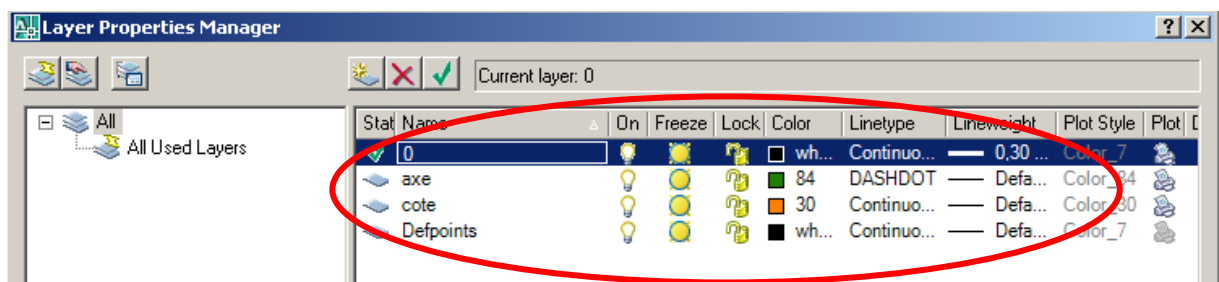 Layer Properties Manager
Current layer: 0
All
All Used Layers
Stat Name On Freeze Lock Color Linetype Lineweight Plot Style Plot D
0 wh... Continuo... 0,30 ... Color_7
axe 84 DASHDOT Defa... Color_84
cote 30 Continuo... Defa... Color_30
Defpoints wh... Continuo... Defa... Color_7